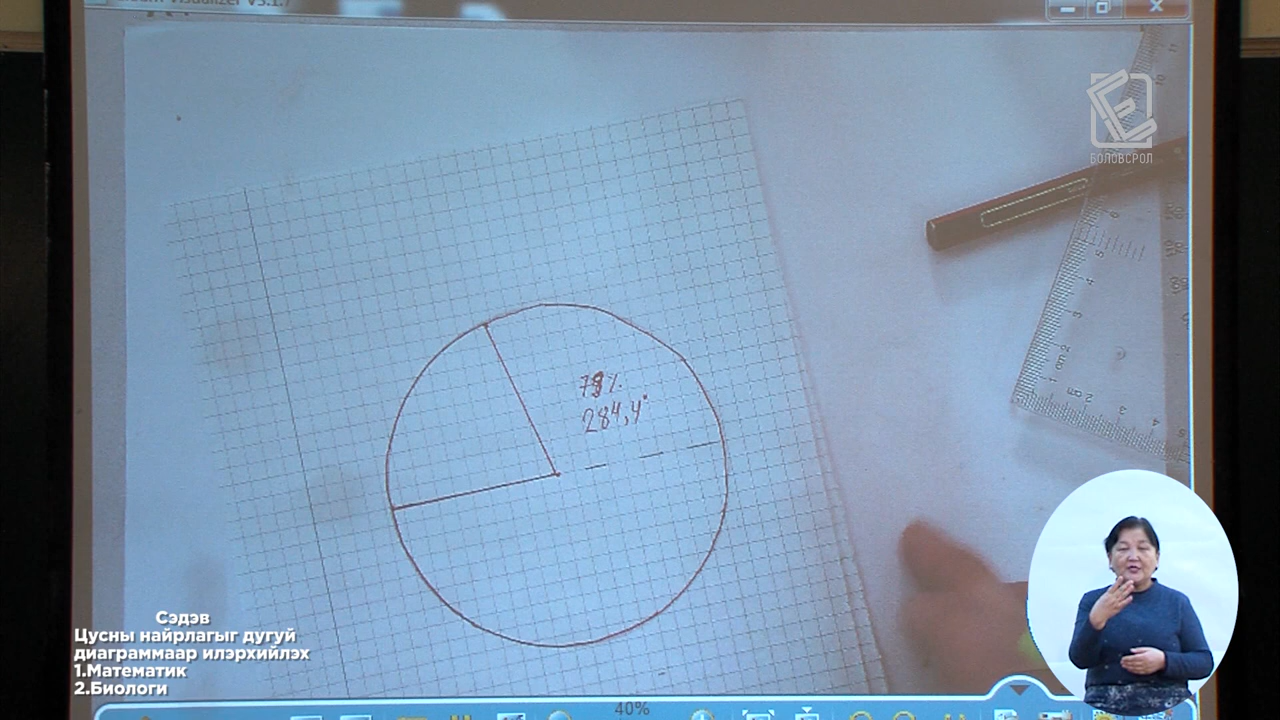 БОЛОВСРОЛ
79%
284,4°
Сэдэв
Цусны найрлагыг дугуй
диаграммаар илэрхийлэх
1.Математик
2.Биологи
40%